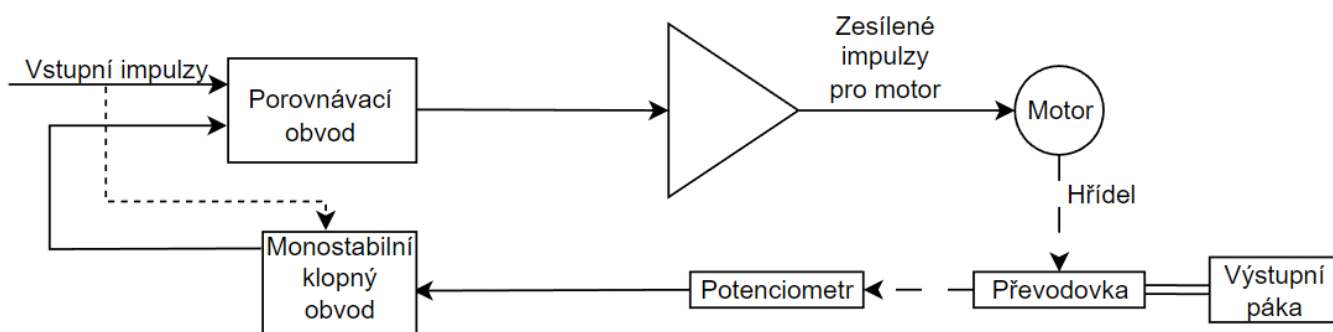 Vstupní impulzy
Porovnávací
obvod
Zesílené
impulzy
pro motor
Motor
Hřídel
Monostabilní
klopný
obvod
Potenciometr
Převodovka
Výstupní
páka